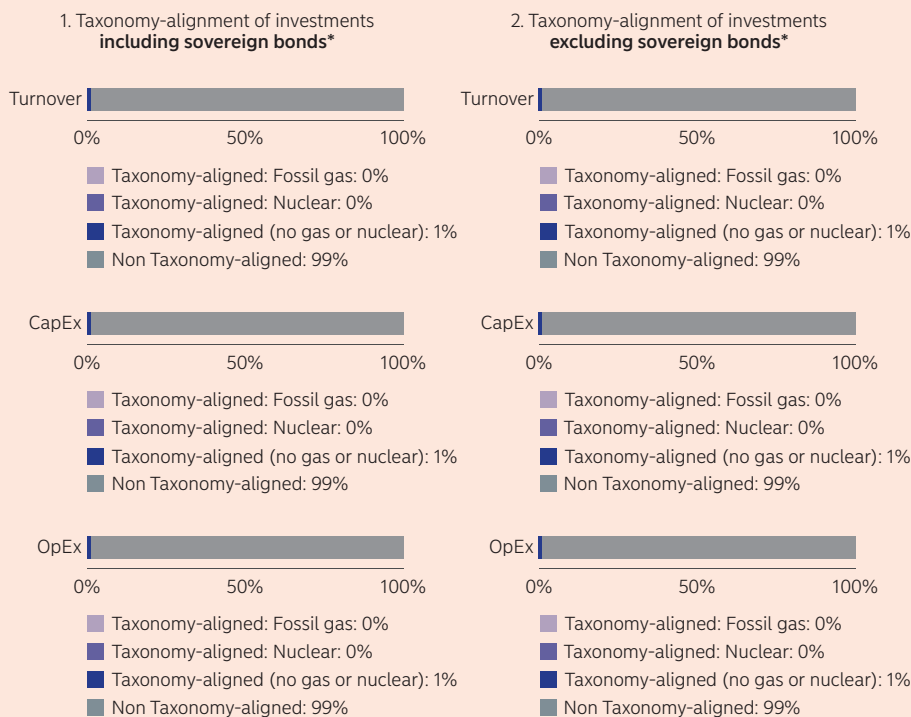 1. Taxonomy-alignment of investments
including sovereign bonds*
Turnover
0% 50% 100%
Taxonomy-aligned: Fossil gas: 0%
Taxonomy-aligned: Nuclear: 0%
Taxonomy-aligned (no gas or nuclear): 1%
Non Taxonomy-aligned: 99%
CapEx
0% 50% 100%
Taxonomy-aligned: Fossil gas: 0%
Taxonomy-aligned: Nuclear: 0%
Taxonomy-aligned (no gas or nuclear): 1%
Non Taxonomy-aligned: 99%
OpEx
0% 50% 100%
Taxonomy-aligned: Fossil gas: 0%
Taxonomy-aligned: Nuclear: 0%
Taxonomy-aligned (no gas or nuclear): 1%
Non Taxonomy-aligned: 99%
2. Taxonomy-alignment of investments
excluding sovereign bonds*
Turnover
0% 50% 100%
Taxonomy-aligned: Fossil gas: 0%
Taxonomy-aligned: Nuclear: 0%
Taxonomy-aligned (no gas or nuclear): 1%
Non Taxonomy-aligned: 99%
CapEx
0% 50% 100%
Taxonomy-aligned: Fossil gas: 0%
Taxonomy-aligned: Nuclear: 0%
Taxonomy-aligned (no gas or nuclear): 1%
Non Taxonomy-aligned: 99%
OpEx
0% 50% 100%
Taxonomy-aligned: Fossil gas: 0%
Taxonomy-aligned: Nuclear: 0%
Taxonomy-aligned (no gas or nuclear): 1%
Non Taxonomy-aligned: 99%